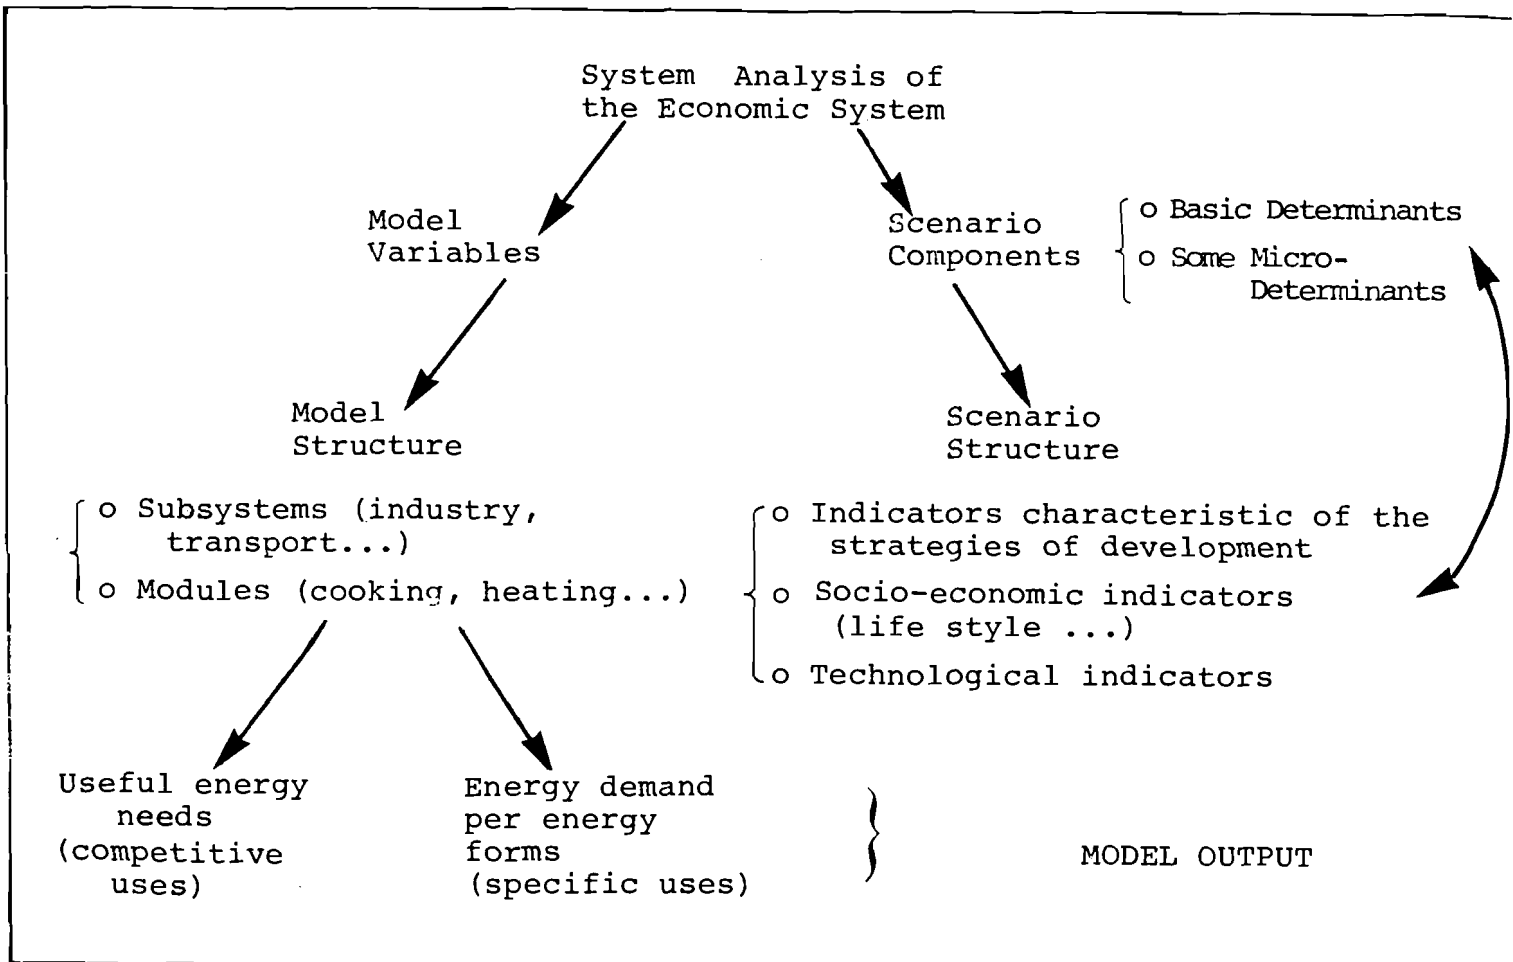 System Analysis of
the Economic System
Model
Variables
Scenario
Components
o Basic Determinants
o Some Micro-
Determinants
Model
Structure
Scenario
Structure
o Subsystems (industry,
transport...)
o Modules (cooking, heating...)
o Indicators characteristic of the
strategies of development
o Socio-economic indicators
(life style ...)
o Technological indicators
Useful energy
needs
(competitive
uses)
Energy demand
per energy
forms
(specific uses)
MODEL OUTPUT